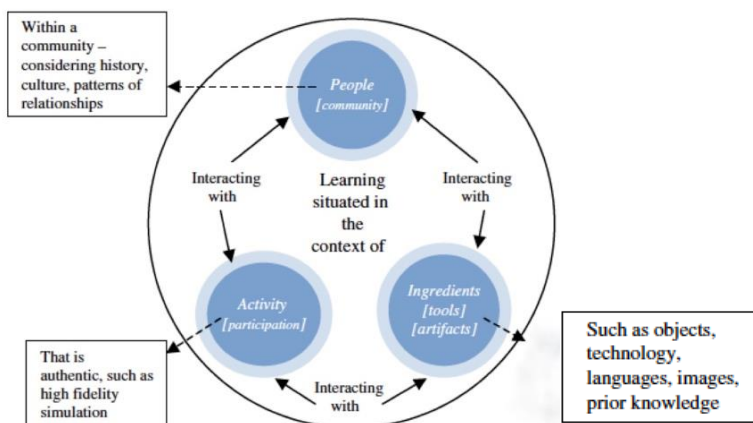 Within a
community –
considering history,
culture, patterns of
relationships
People
[community]
Interacting
with
Learning
situated in
the
context of
Interacting
with
Activity
[participation]
Ingredients
[tools]
[artifacts]
That is
authentic, such as
high fidelity
simulation
Interacting
with
Such as objects,
technology,
languages, images,
prior knowledge